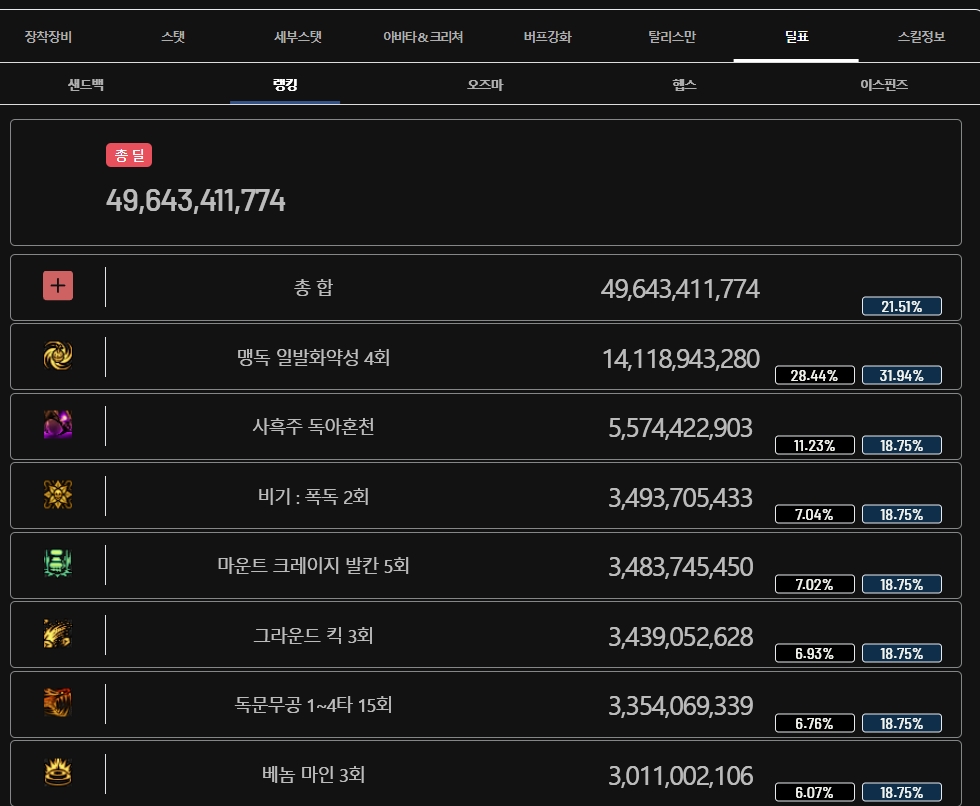 장착장비 스탯 세부스탯 아바타&크리쳐 버프강화 탈리스만 딜표 스킬정보
샌드백 랭킹 오즈마 헵스 이스핀즈
총 딜
49,643,411,774
총 합 49,643,411,774 21.51%
맹독 일발화약성 4회 14,118,943,280 28.44% 31.94%
사흑주 독아혼천 5,574,422,903 11.23% 18.75%
비기 : 폭독 2회 3,493,705,433 7.04% 18.75%
마운트 크레이지 발칸 5회 3,483,745,450 7.02% 18.75%
그라운드 킥 3회 3,439,052,628 6.93% 18.75%
독문무공 1~4타 15회 3,354,069,339 6.76% 18.75%
베놈 마인 3회 3,011,002,106 6.07% 18.75%